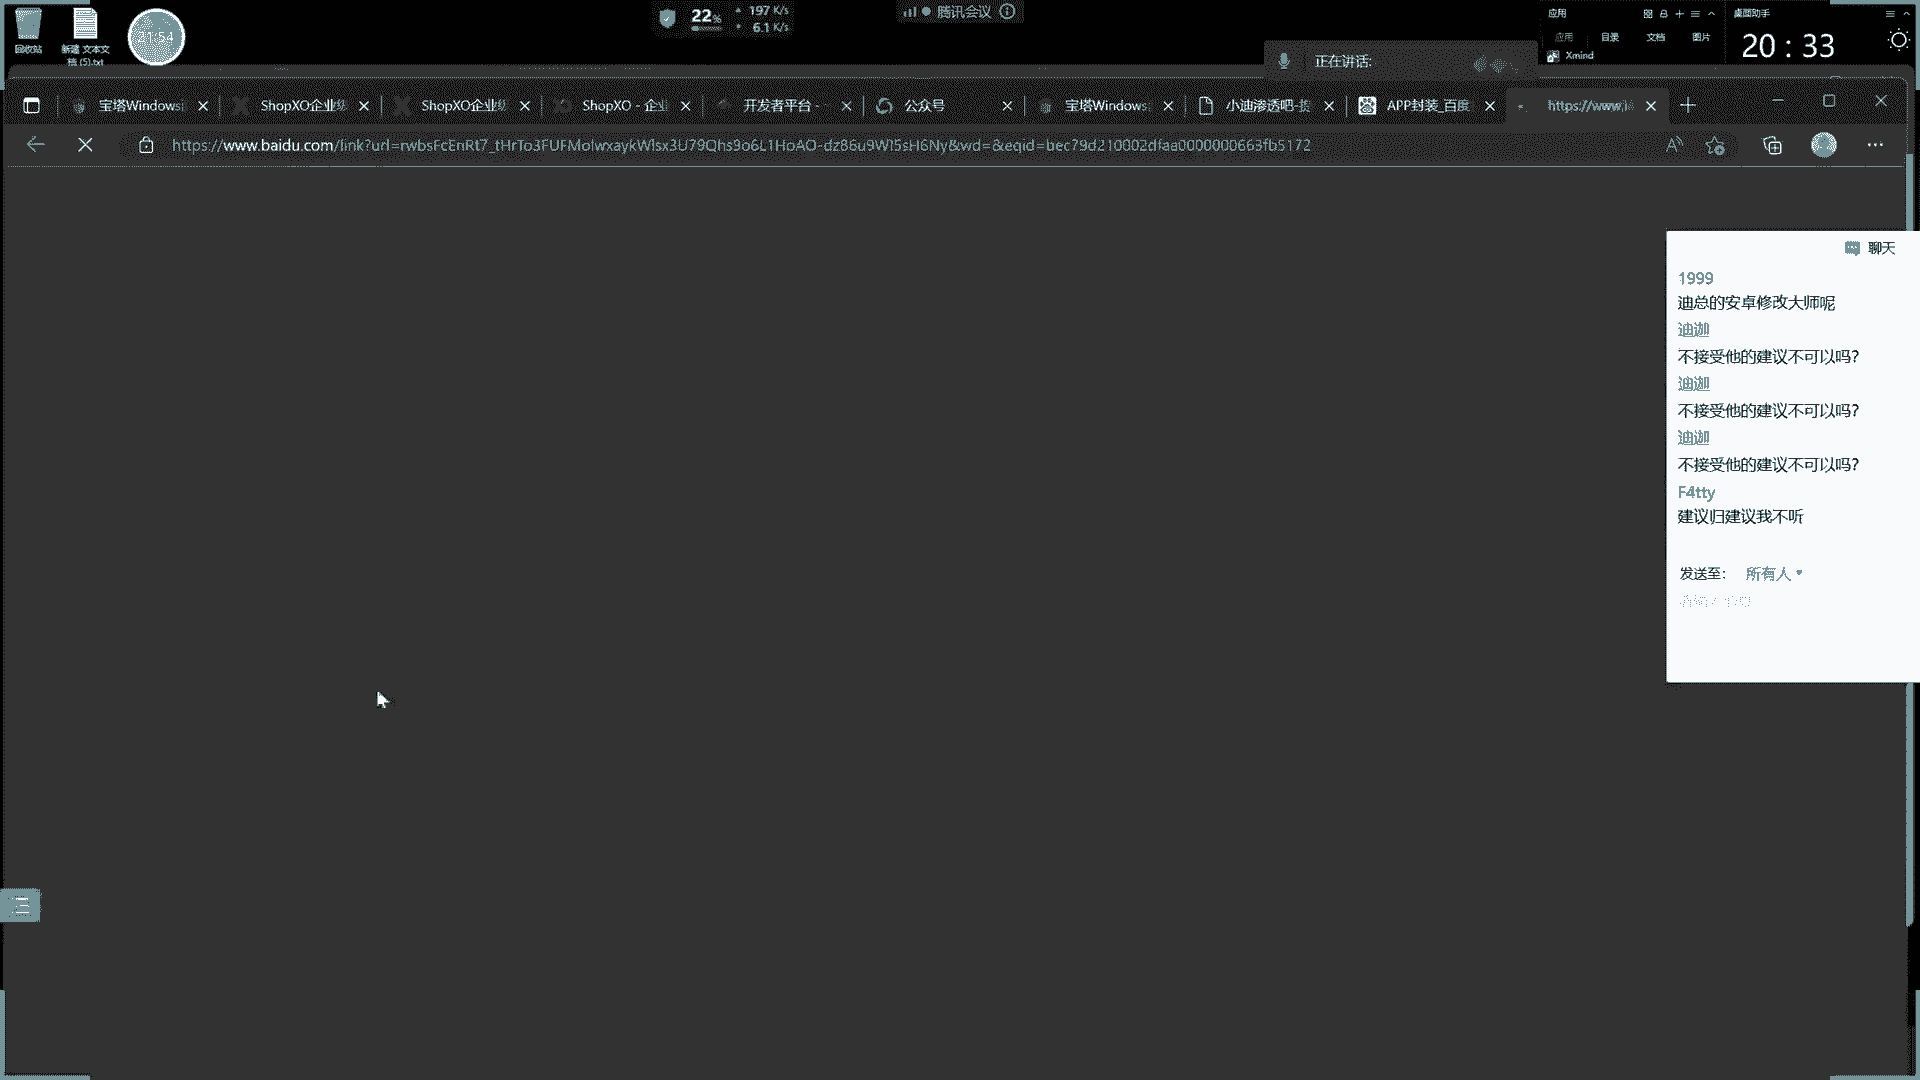 回收站
新建 文本文
稿 (5).txt
21:54
22%
197 K/s
6.1 K/s
腾讯会议
正在讲话:
应用
应用
目录
文档
图片
Xmind
桌面助手
20 : 33
宝塔Windows
ShopXO企业级
ShopXO企业级
ShopXO - 企业
开发者平台 -
公众号
宝塔Windows
小迪渗透吧-提
APP封装_百度
https://www.
https://www.baidu.com/link?url=
聊天
1999
迪总的安卓修改大师呢
迪迦
不接受他的建议不可以吗?
迪迦
不接受他的建议不可以吗?
迪迦
不接受他的建议不可以吗?
F4tty
建议归建议我不听
发送至:
所有人